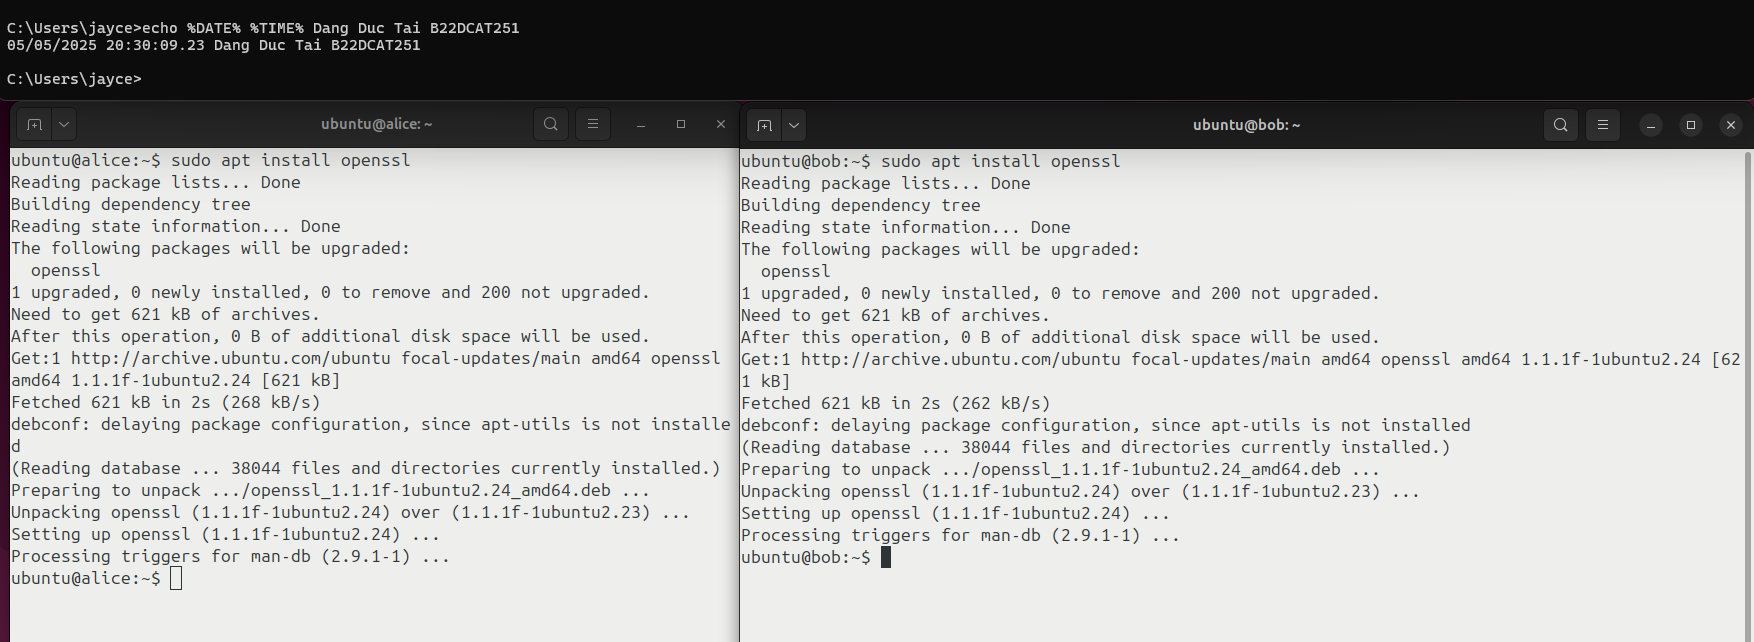 C:\Users\jayce>echo %DATE% %TIME% Dang Duc Tai B22DCAT251
05/05/2025 20:30:09.23 Dang Duc Tai B22DCAT251
C:\Users\jayce>
ubuntu@alice: ~
ubuntu@alice:~$ sudo apt install openssl
Reading package lists... Done
Building dependency tree
Reading state information... Done
The following packages will be upgraded:
  openssl
1 upgraded, 0 newly installed, 0 to remove and 200 not upgraded.
Need to get 621 kB of archives.
After this operation, 0 B of additional disk space will be used.
Get:1 http://archive.ubuntu.com/ubuntu focal-updates/main amd64 openssl
amd64 1.1.1f-1ubuntu2.24 [621 kB]
Fetched 621 kB in 2s (268 kB/s)
debconf: delaying package configuration, since apt-utils is not installe
d
(Reading database ... 38044 files and directories currently installed.)
Preparing to unpack .../openssl_1.1.1f-1ubuntu2.24_amd64.deb ...
Unpacking openssl (1.1.1f-1ubuntu2.24) over (1.1.1f-1ubuntu2.23) ...
Setting up openssl (1.1.1f-1ubuntu2.24) ...
Processing triggers for man-db (2.9.1-1) ...
ubuntu@alice:~$
ubuntu@bob: ~
ubuntu@bob:~$ sudo apt install openssl
Reading package lists... Done
Building dependency tree
Reading state information... Done
The following packages will be upgraded:
  openssl
1 upgraded, 0 newly installed, 0 to remove and 200 not upgraded.
Need to get 621 kB of archives.
After this operation, 0 B of additional disk space will be used.
Get:1 http://archive.ubuntu.com/ubuntu focal-updates/main amd64 openssl amd64 1.1.1f-1ubuntu2.24 [62
1 kB]
Fetched 621 kB in 2s (262 kB/s)
debconf: delaying package configuration, since apt-utils is not installed
(Reading database ... 38044 files and directories currently installed.)
Preparing to unpack .../openssl_1.1.1f-1ubuntu2.24_amd64.deb ...
Unpacking openssl (1.1.1f-1ubuntu2.24) over (1.1.1f-1ubuntu2.23) ...
Setting up openssl (1.1.1f-1ubuntu2.24) ...
Processing triggers for man-db (2.9.1-1) ...
ubuntu@bob:~$